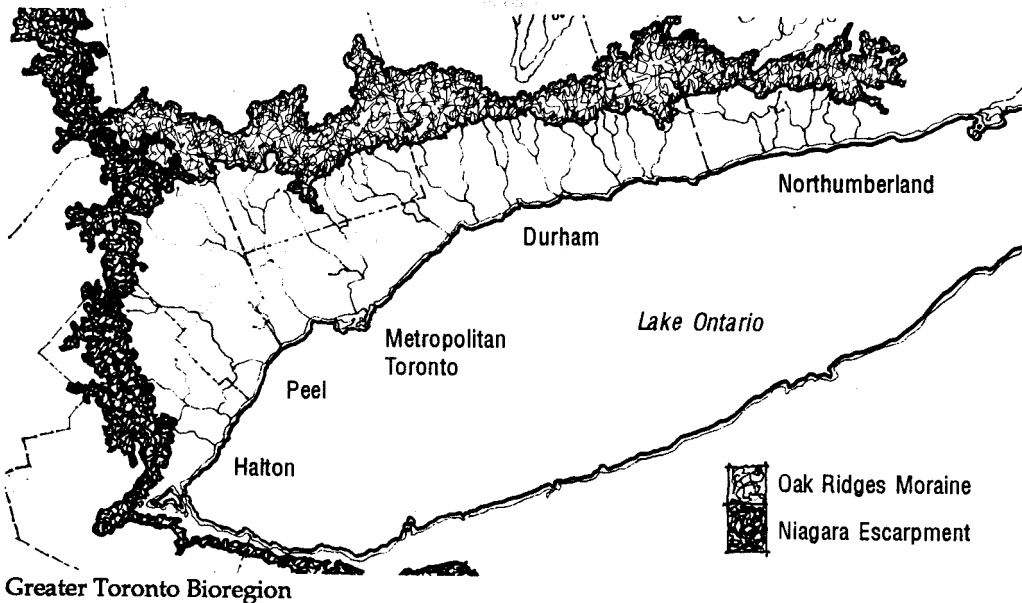 Northumberland
Durham
Lake Ontario
Metropolitan
Toronto
Peel
Halton
Oak Ridges Moraine
Niagara Escarpment
Greater Toronto Bioregion